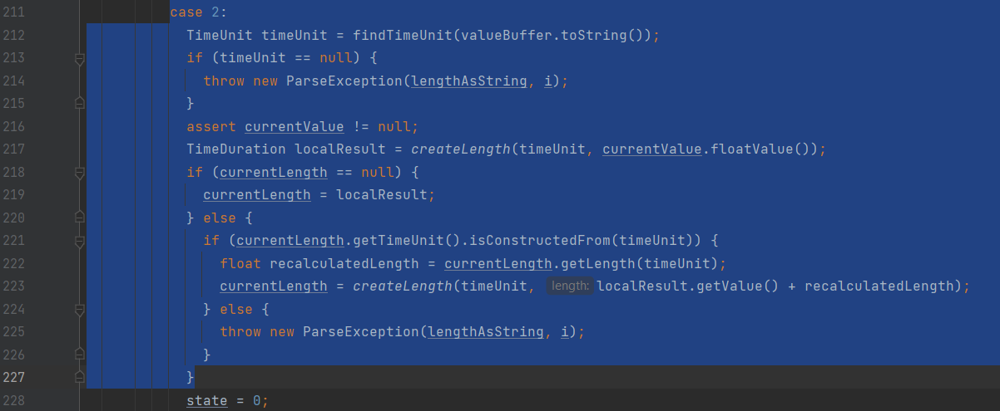 211 case 2:
212 TimeUnit timeUnit = findTimeUnit(valueBuffer.toString());
213 if (timeUnit == null) {
214 throw new ParseException(lengthAsString, i);
215 }
216 assert currentValue != null;
217 TimeDuration localResult = createLength(timeUnit, currentValue.floatValue());
218 if (currentLength == null) {
219 currentLength = localResult;
220 } else {
221 if (currentLength.getTimeUnit().isConstructedFrom(timeUnit)) {
222 float recalculatedLength = currentLength.getLength(timeUnit);
223 currentLength = createLength(timeUnit, length: localResult.getValue() + recalculatedLength);
224 } else {
225 throw new ParseException(lengthAsString, i);
226 }
227 }
228 state = 0;